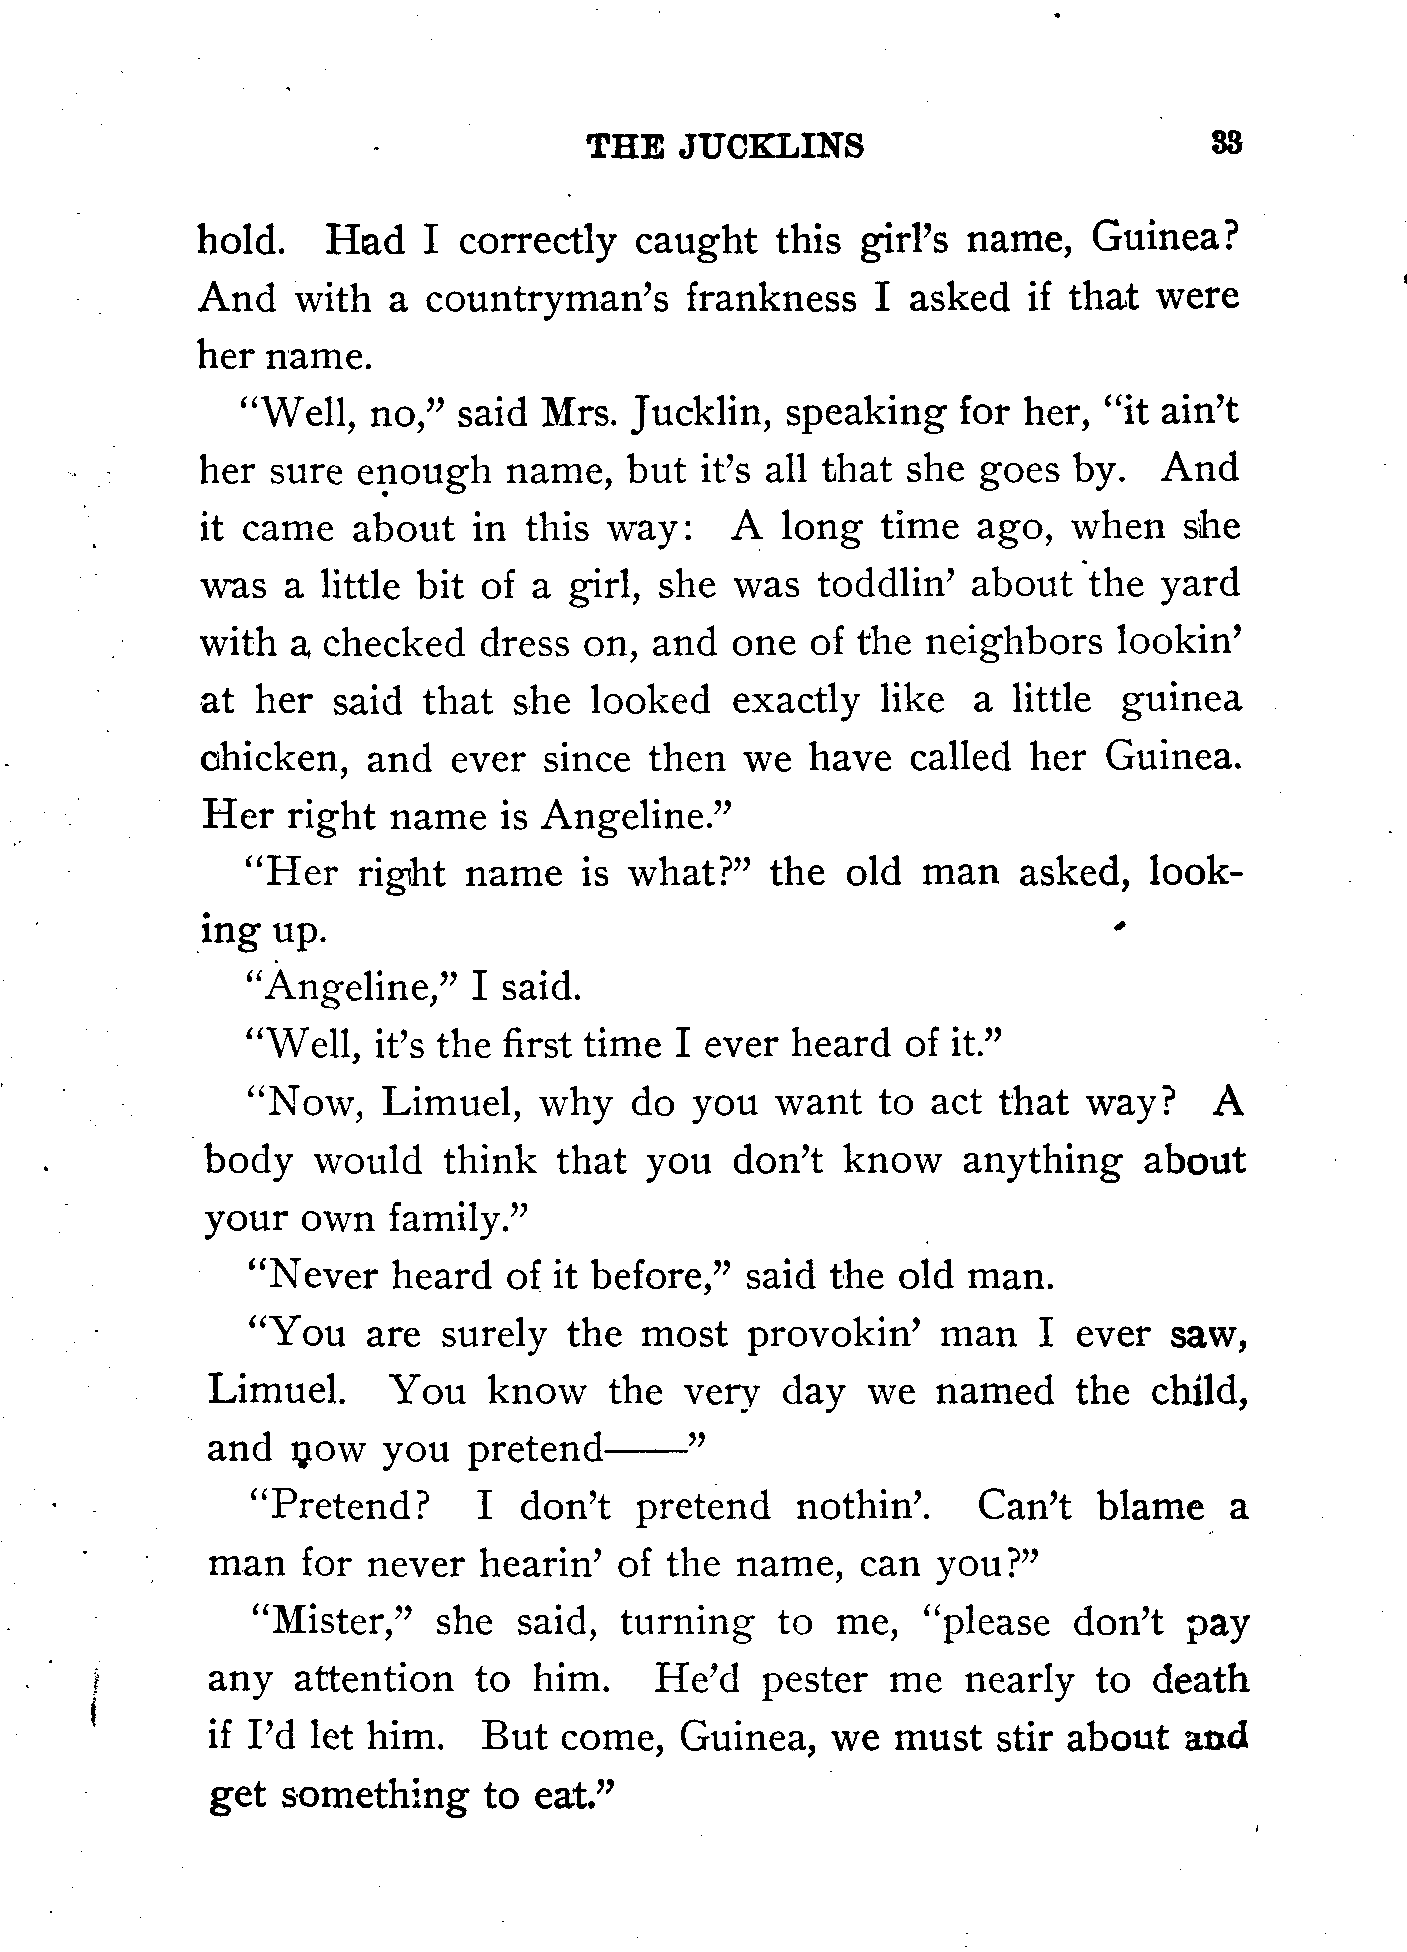 THE JUCKLINS 33
hold. Had I correctly caught this girl's name, Guinea?
And with a countryman's frankness I asked if that were
her name.
"Well, no," said Mrs. Jucklin, speaking for her, "it ain't
her sure enough name, but it's all that she goes by. And
it came about in this way: A long time ago, when she
was a little bit of a girl, she was toddlin' about the yard
with a checked dress on, and one of the neighbors lookin'
at her said that she looked exactly like a little guinea
chicken, and ever since then we have called her Guinea.
Her right name is Angeline."
"Her right name is what?" the old man asked, look-
ing up.
"Angeline," I said.
"Well, it's the first time I ever heard of it."
"Now, Limuel, why do you want to act that way? A
body would think that you don't know anything about
your own family."
"Never heard of it before," said the old man.
"You are surely the most provokin' man I ever saw,
Limuel. You know the very day we named the child,
and now you pretend——"
"Pretend? I don't pretend nothin'. Can't blame a
man for never hearin' of the name, can you?"
"Mister," she said, turning to me, "please don't pay
any attention to him. He'd pester me nearly to death
if I'd let him. But come, Guinea, we must stir about and
get something to eat."